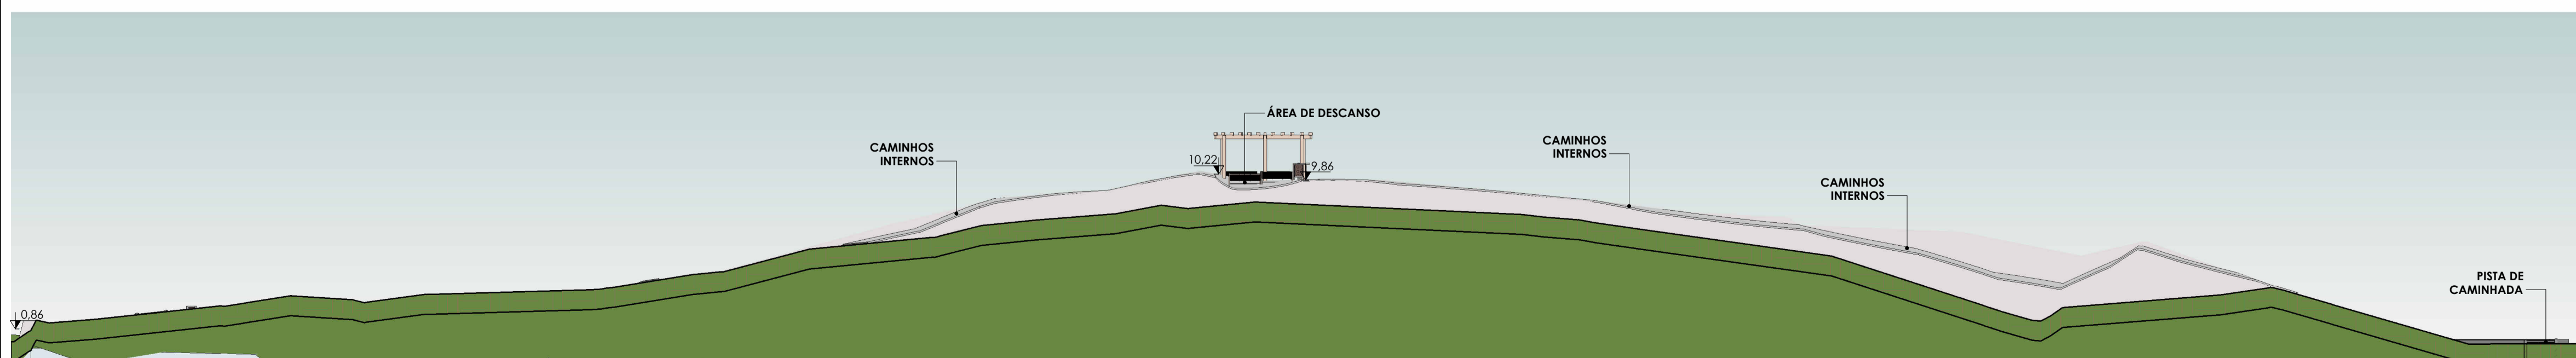 ÁREA DE DESCANSO
CAMINHOS
INTERNOS
CAMINHOS
INTERNOS
10,22
9,86
CAMINHOS
INTERNOS
PISTA DE
CAMINHADA
0,86